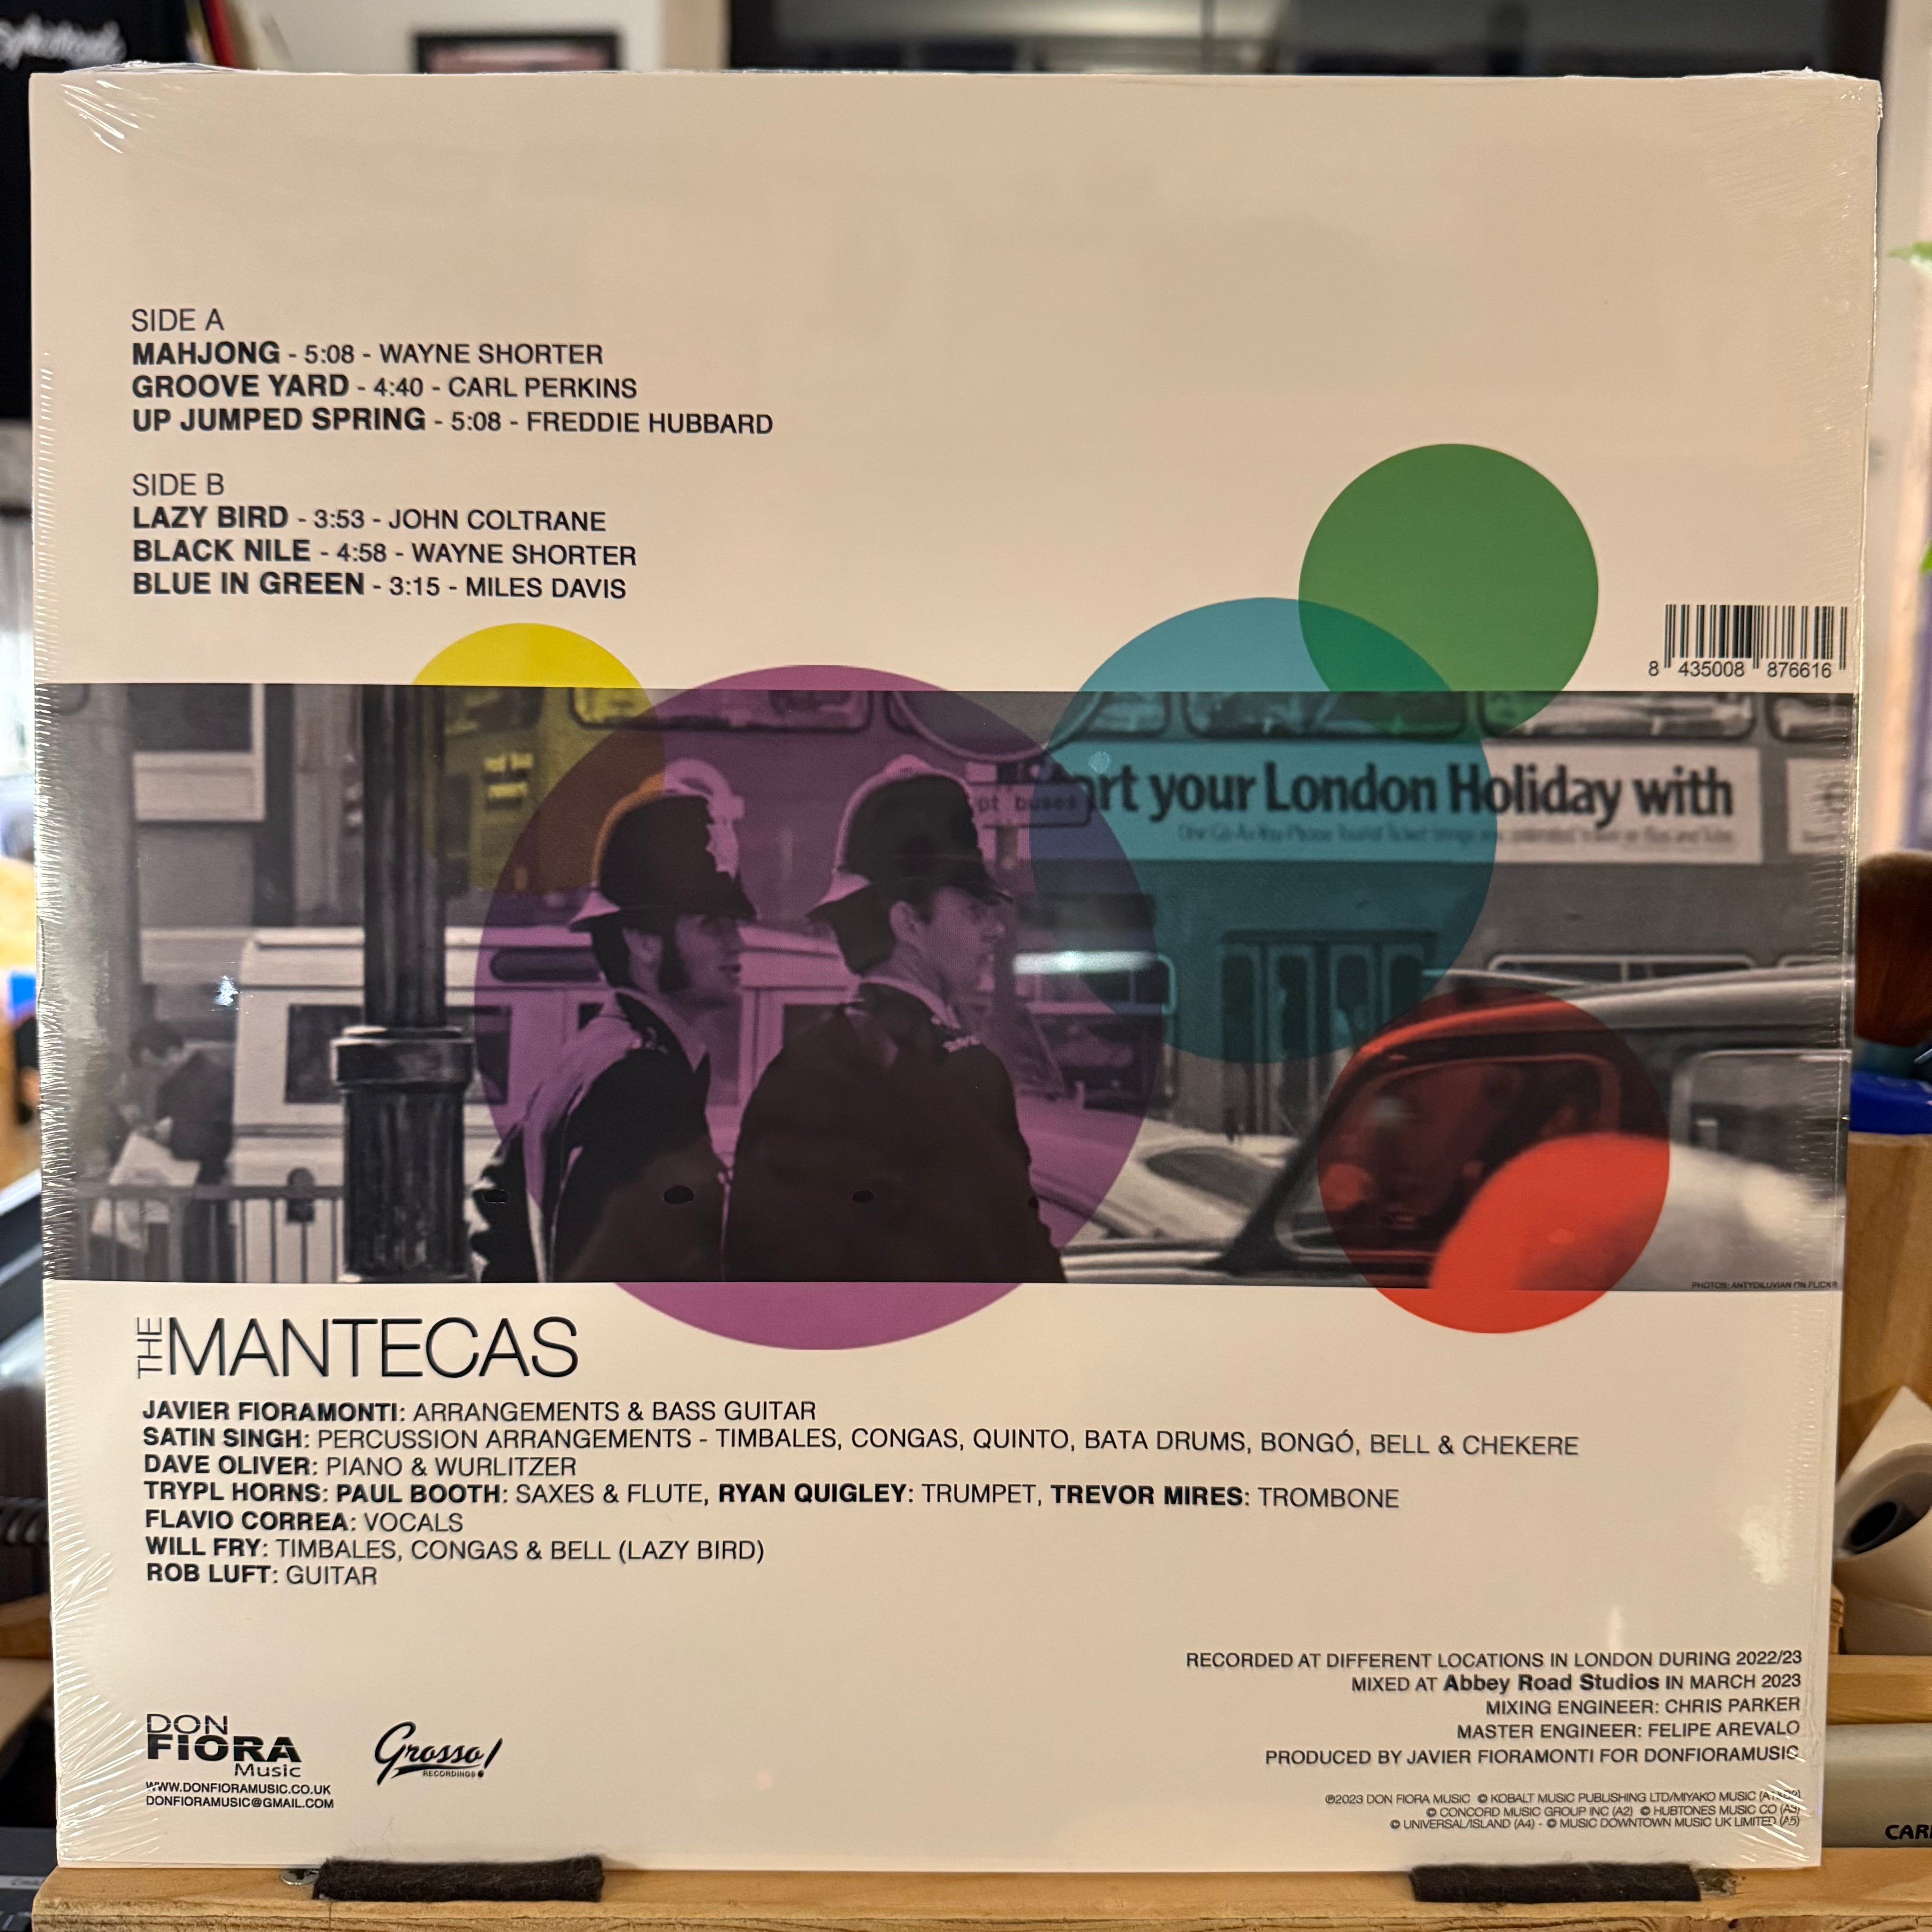 SIDE A
MAHJONG - 5:08 - WAYNE SHORTER
GROOVE YARD - 4:40 - CARL PERKINS
UP JUMPED SPRING - 5:08 - FREDDIE HUBBARD
SIDE B
LAZY BIRD - 3:53 - JOHN COLTRANE
BLACK NILE - 4:58 - WAYNE SHORTER
BLUE IN GREEN - 3:15 - MILES DAVIS
8 435008 876616
art your London Holiday with
pt buses
PHOTOS: ANTYDILUVIAN ON FLICKR
THE MANTECAS
JAVIER FIORAMONTI: ARRANGEMENTS & BASS GUITAR
SATIN SINGH: PERCUSSION ARRANGEMENTS - TIMBALES, CONGAS, QUINTO, BATA DRUMS, BONGÓ, BELL & CHEKERE
DAVE OLIVER: PIANO & WURLITZER
TRYPL HORNS: PAUL BOOTH: SAXES & FLUTE, RYAN QUIGLEY: TRUMPET, TREVOR MIRES: TROMBONE
FLAVIO CORREA: VOCALS
WILL FRY: TIMBALES, CONGAS & BELL (LAZY BIRD)
ROB LUFT: GUITAR
RECORDED AT DIFFERENT LOCATIONS IN LONDON DURING 2022/23
MIXED AT Abbey Road Studios IN MARCH 2023
MIXING ENGINEER: CHRIS PARKER
MASTER ENGINEER: FELIPE AREVALO
PRODUCED BY JAVIER FIORAMONTI FOR DONFIORAMUSIC
DON
FIORA
Music
WWW.DONFIORAMUSIC.CO.UK
DONFIORAMUSIC@GMAIL.COM
Grosso!
RECORDINGS
℗2023 DON FIORA MUSIC © KOBALT MUSIC PUBLISHING LTD/MIYAKO MUSIC
© CONCORD MUSIC GROUP INC (A2) © HUBTONES MUSIC CO (A3)
© UNIVERSAL/ISLAND (A4) - © MUSIC DOWNTOWN MUSIC UK LIMITED (A5)